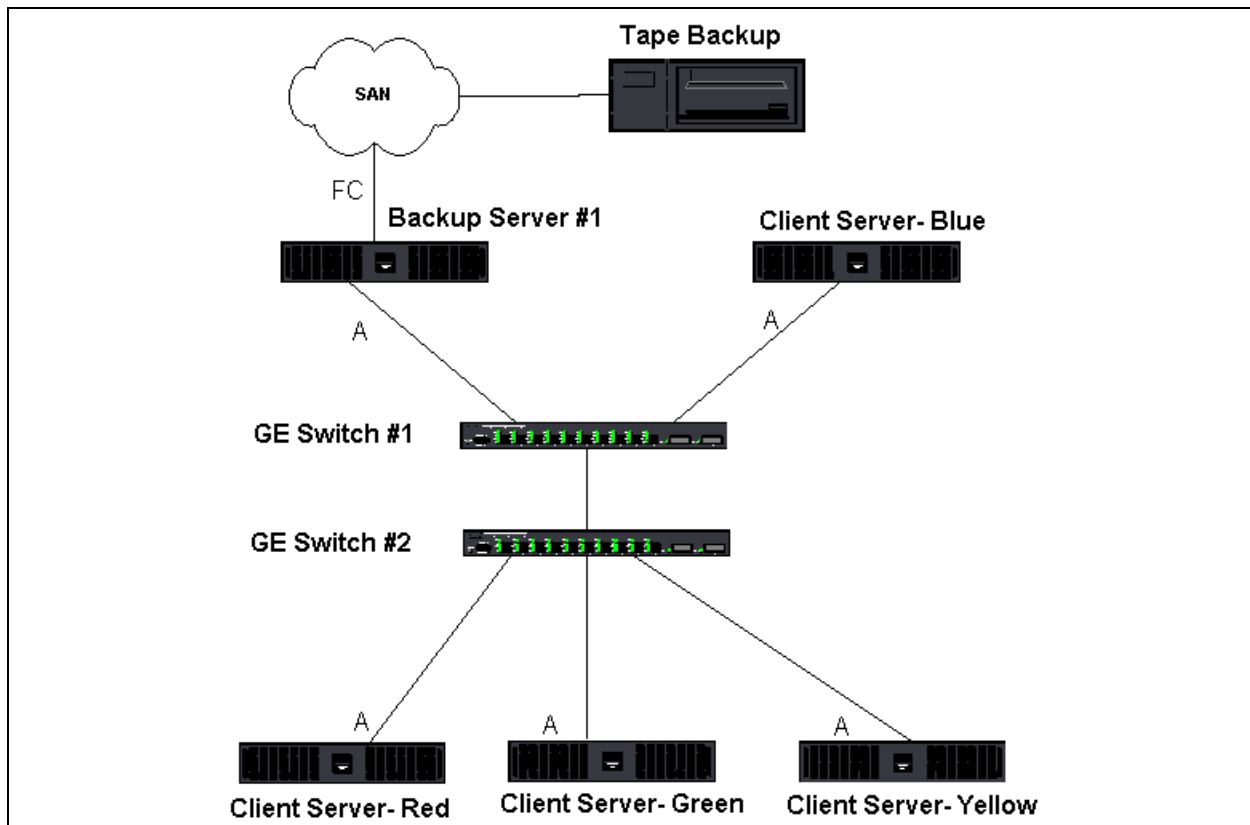 Tape Backup
SAN
FC
Backup Server #1
Client Server- Blue
A
A
GE Switch #1
GE Switch #2
A
A
A
Client Server- Red
Client Server- Green
Client Server- Yellow